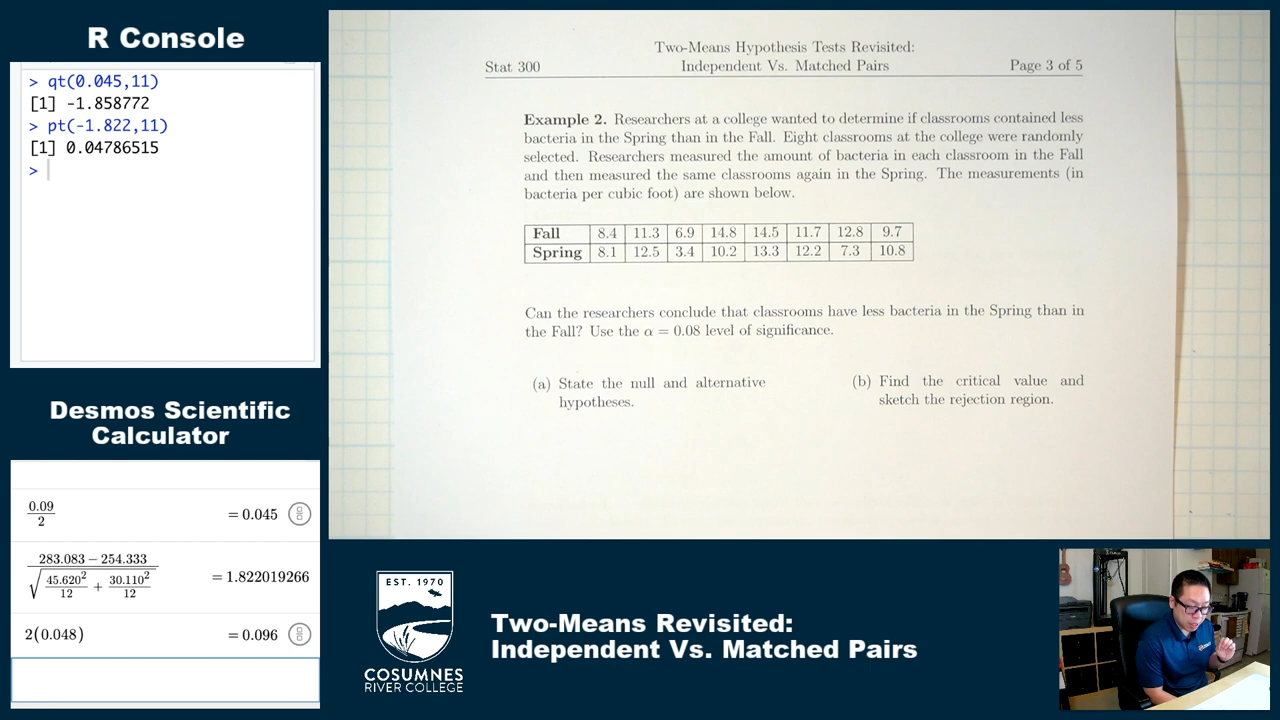 R Console
> qt(0.045,11)
[1] -1.858772
> pt(-1.822,11)
[1] 0.04786515
>
Desmos Scientific
Calculator
0.09
2
= 0.045
283.083 − 254.333
√ 45.620² + 30.110²
12 12
= 1.822019266
2(0.048)
= 0.096
Two-Means Hypothesis Tests Revisited:
Stat 300 Independent Vs. Matched Pairs Page 3 of 5
Example 2. Researchers at a college wanted to determine if classrooms contained less
bacteria in the Spring than in the Fall. Eight classrooms at the college were randomly
selected. Researchers measured the amount of bacteria in each classroom in the Fall
and then measured the same classrooms again in the Spring. The measurements (in
bacteria per cubic foot) are shown below.
Fall 8.4 11.3 6.9 14.8 14.5 11.7 12.8 9.7
Spring 8.1 12.5 3.4 10.2 13.3 12.2 7.3 10.8
Can the researchers conclude that classrooms have less bacteria in the Spring than in
the Fall? Use the α = 0.08 level of significance.
(a) State the null and alternative
hypotheses.
(b) Find the critical value and
sketch the rejection region.
EST. 1970
COSUMNES
RIVER COLLEGE
Two-Means Revisited:
Independent Vs. Matched Pairs